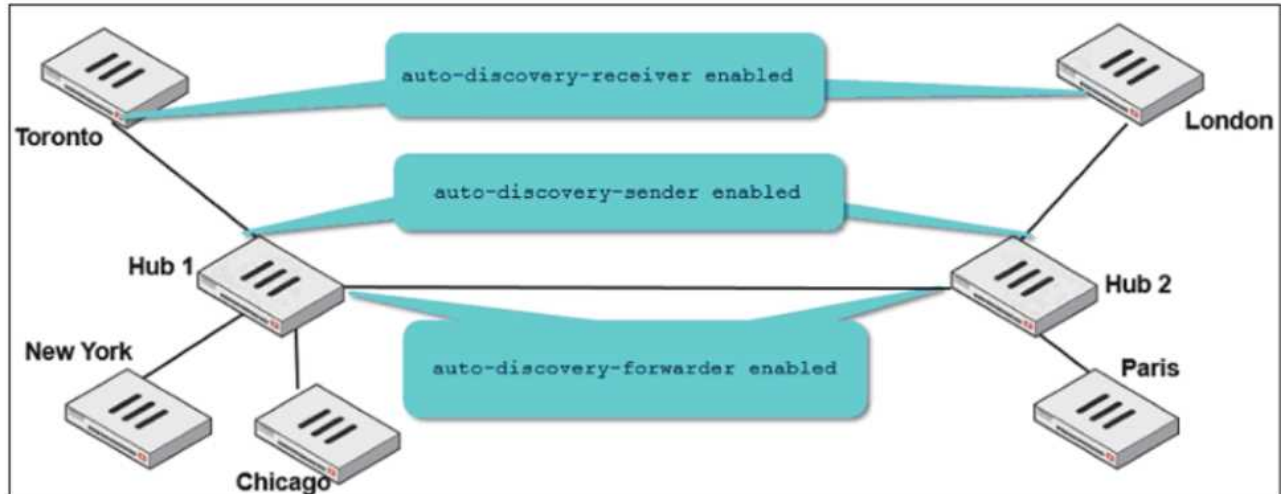 auto-discovery-receiver enabled
Toronto
London
auto-discovery-sender enabled
Hub 1
Hub 2
New York
auto-discovery-forwarder enabled
Paris
Chicago